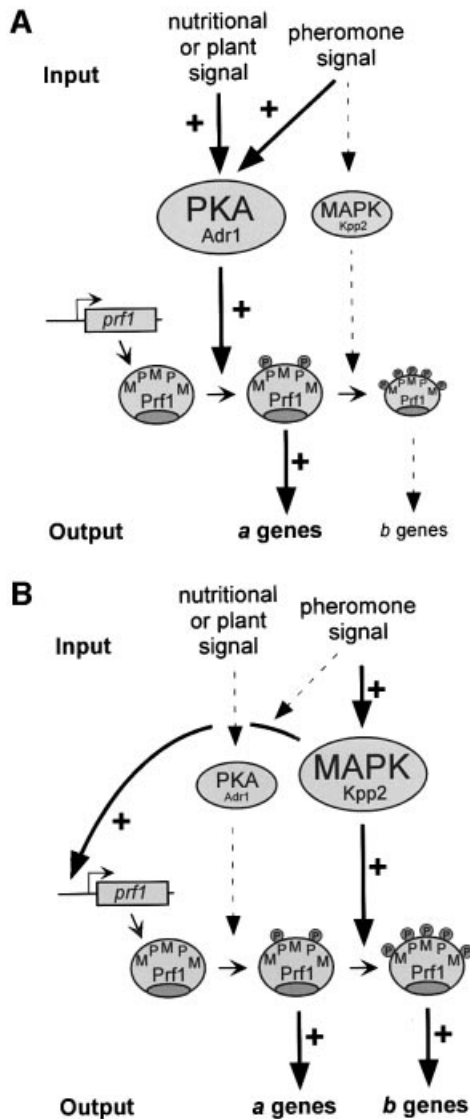 A
nutritional
or plant
signal
pheromone
signal
Input
+
+
PKA
Adr1
MAPK
Kpp2
+
prf1
P
P
M P M P M
Prf1
M P M P M
Prf1
P P P P P
M P M P M
Prf1
+
Output
a genes
b genes
B
nutritional
or plant
signal
pheromone
signal
Input
+
PKA
Adr1
MAPK
Kpp2
+
+
prf1
P
P
M P M P M
Prf1
M P M P M
Prf1
P P P P P
M P M P M
Prf1
+
+
Output
a genes
b genes